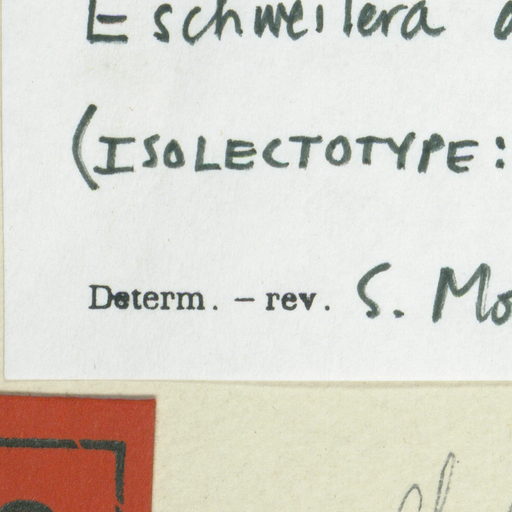 Eschweilera
(ISOLECTOTYPE:
Determ. – rev. S. Mo